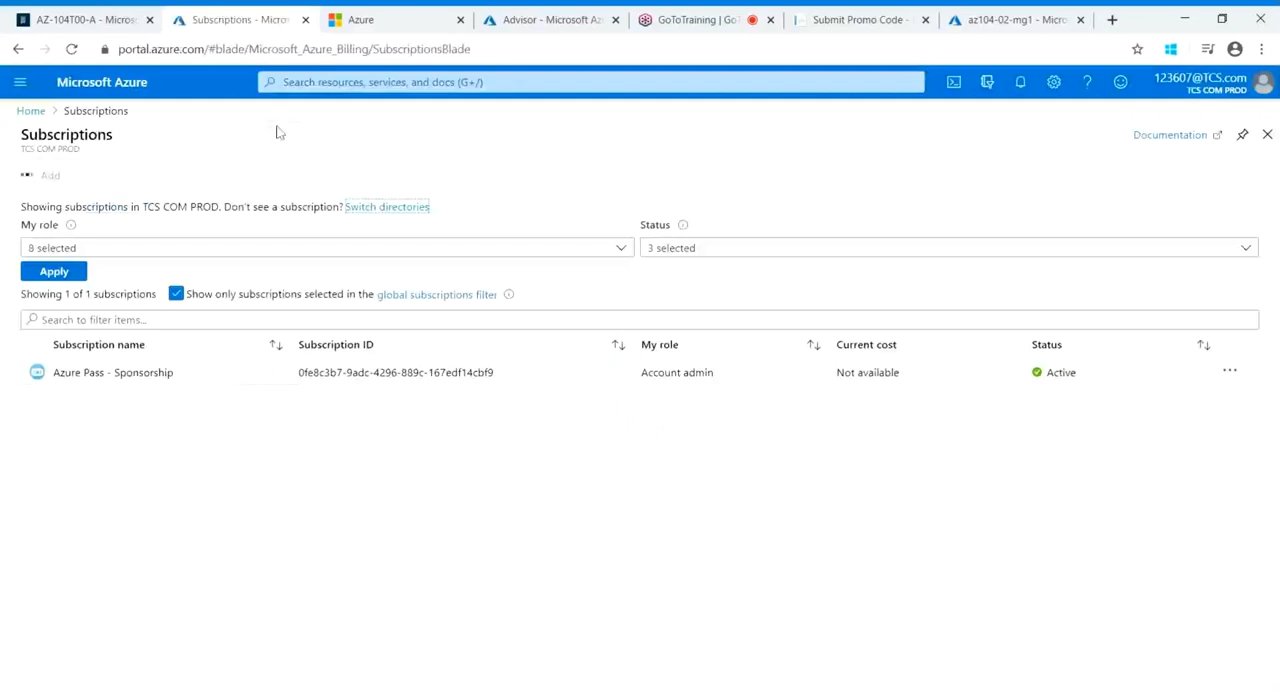 AZ-104T00-A - Micros
Subscriptions - Micros
Azure
Advisor - Microsoft Az
GoToTraining | GoT
Submit Promo Code -
az104-02-mg1 - Micro
portal.azure.com/#blade/Microsoft_Azure_Billing/SubscriptionsBlade
Microsoft Azure
Search resources, services, and docs (G+/)
123607@TCS.com
TCS COM PROD
Home > Subscriptions
Subscriptions
TCS COM PROD
Documentation
Add
Showing subscriptions in TCS COM PROD. Don't see a subscription? Switch directories
My role
Status
8 selected
3 selected
Apply
Showing 1 of 1 subscriptions
Show only subscriptions selected in the global subscriptions filter
Search to filter items...
Subscription name Subscription ID My role Current cost Status
Azure Pass - Sponsorship 0fe8c3b7-9adc-4296-889c-167edf14cbf9 Account admin Not available Active